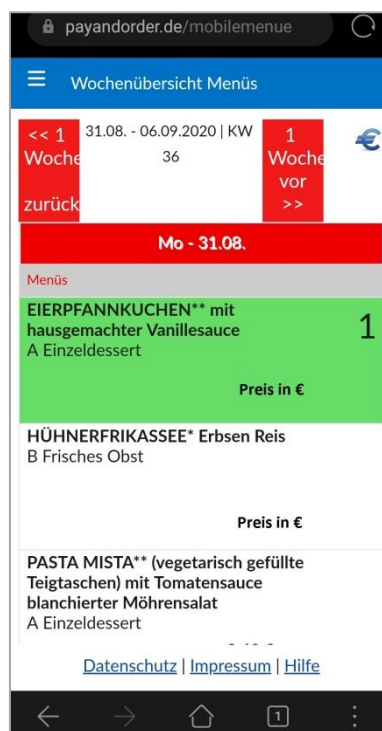 payandorder.de/mobilemenue
Wochenübersicht Menüs
<< 1 Woche zurück
31.08. - 06.09.2020 | KW 36
1 Woche vor >>
Mo - 31.08.
Menüs
EIERPFANNKUCHEN** mit
hausgemachter Vanillesauce
A Einzeldessert
1
Preis in €
HÜHNERFRIKASSEE* Erbsen Reis
B Frisches Obst
Preis in €
PASTA MISTA** (vegetarisch gefüllte
Teigtaschen) mit Tomatensauce
blanchierter Möhrensalat
A Einzeldessert
Datenschutz | Impressum | Hilfe
1